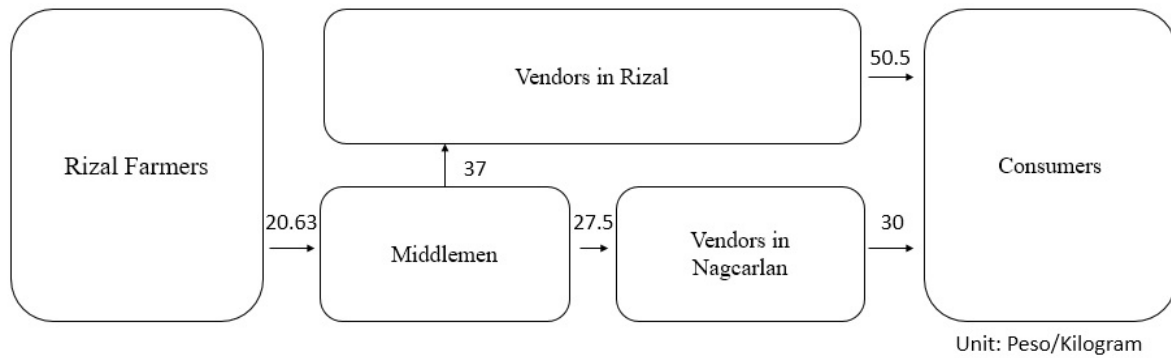 Rizal Farmers
Vendors in Rizal
50.5
Consumers
37
20.63
Middlemen
27.5
Vendors in
Nagcarlan
30
Unit: Peso/Kilogram